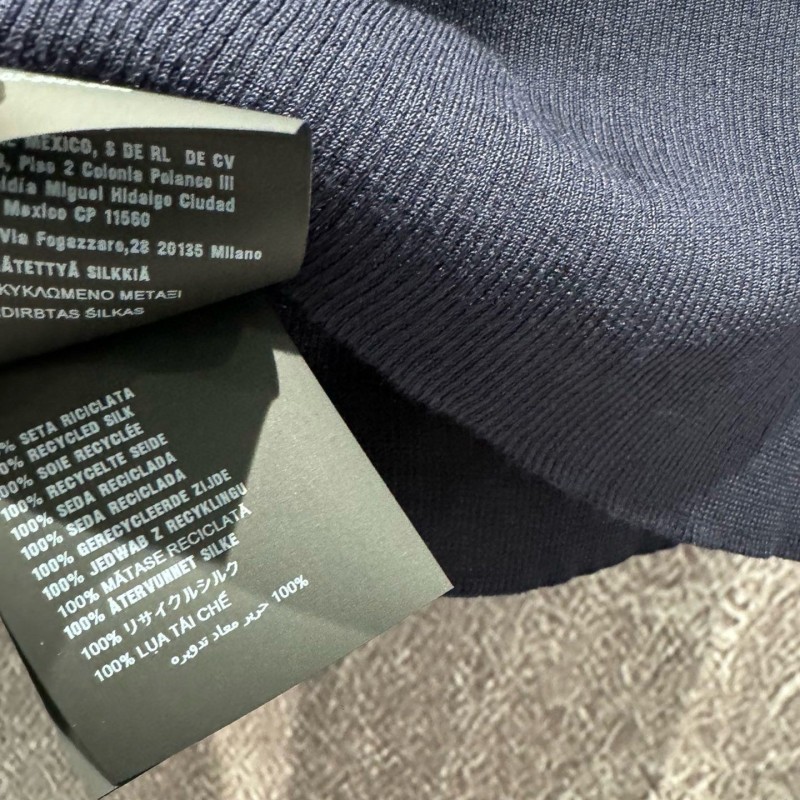 MEXICO, S DE RL DE CV
Piso 2 Colonia Polanco III
Miguel Hidalgo Ciudad
Mexico CP 11560
Via Fogazzaro,28 20135 Milano
SILKKIÄ
ΜΕΤΑΞΙ
ŠILKAS
% SETA RICICLATA
0% RECYCLED SILK
00% SOIE RECYCLÉE
100% RECYCELTE SEIDE
100% SEDA RECICLADA
100% SEDA RECICLADA
100% GERECYCLEERDE ZIJDE
100% JEDWAB Z RECYKLINGU
100% MĂTASE RECICLATĂ
100% ÅTERVUNNET SILKE
100% リサイクルシルク
100% LỤA TÁI CHẾ
100% حرير معاد تدويره